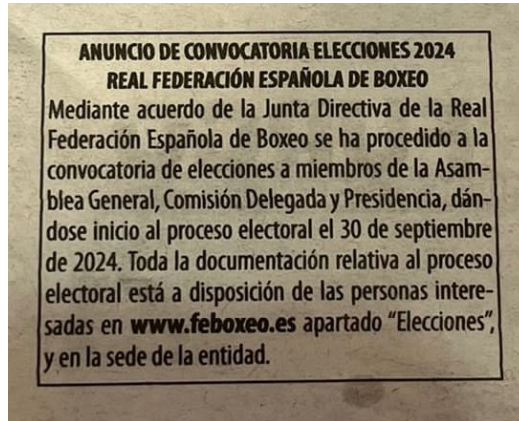 ANUNCIO DE CONVOCATORIA ELECCIONES 2024
REAL FEDERACIÓN ESPAÑOLA DE BOXEO
Mediante acuerdo de la Junta Directiva de la Real
Federación Española de Boxeo se ha procedido a la
convocatoria de elecciones a miembros de la Asam-
blea General, Comisión Delegada y Presidencia, dán-
dose inicio al proceso electoral el 30 de septiembre
de 2024. Toda la documentación relativa al proceso
electoral está a disposición de las personas intere-
sadas en www.feboxeo.es apartado “Elecciones”,
y en la sede de la entidad.